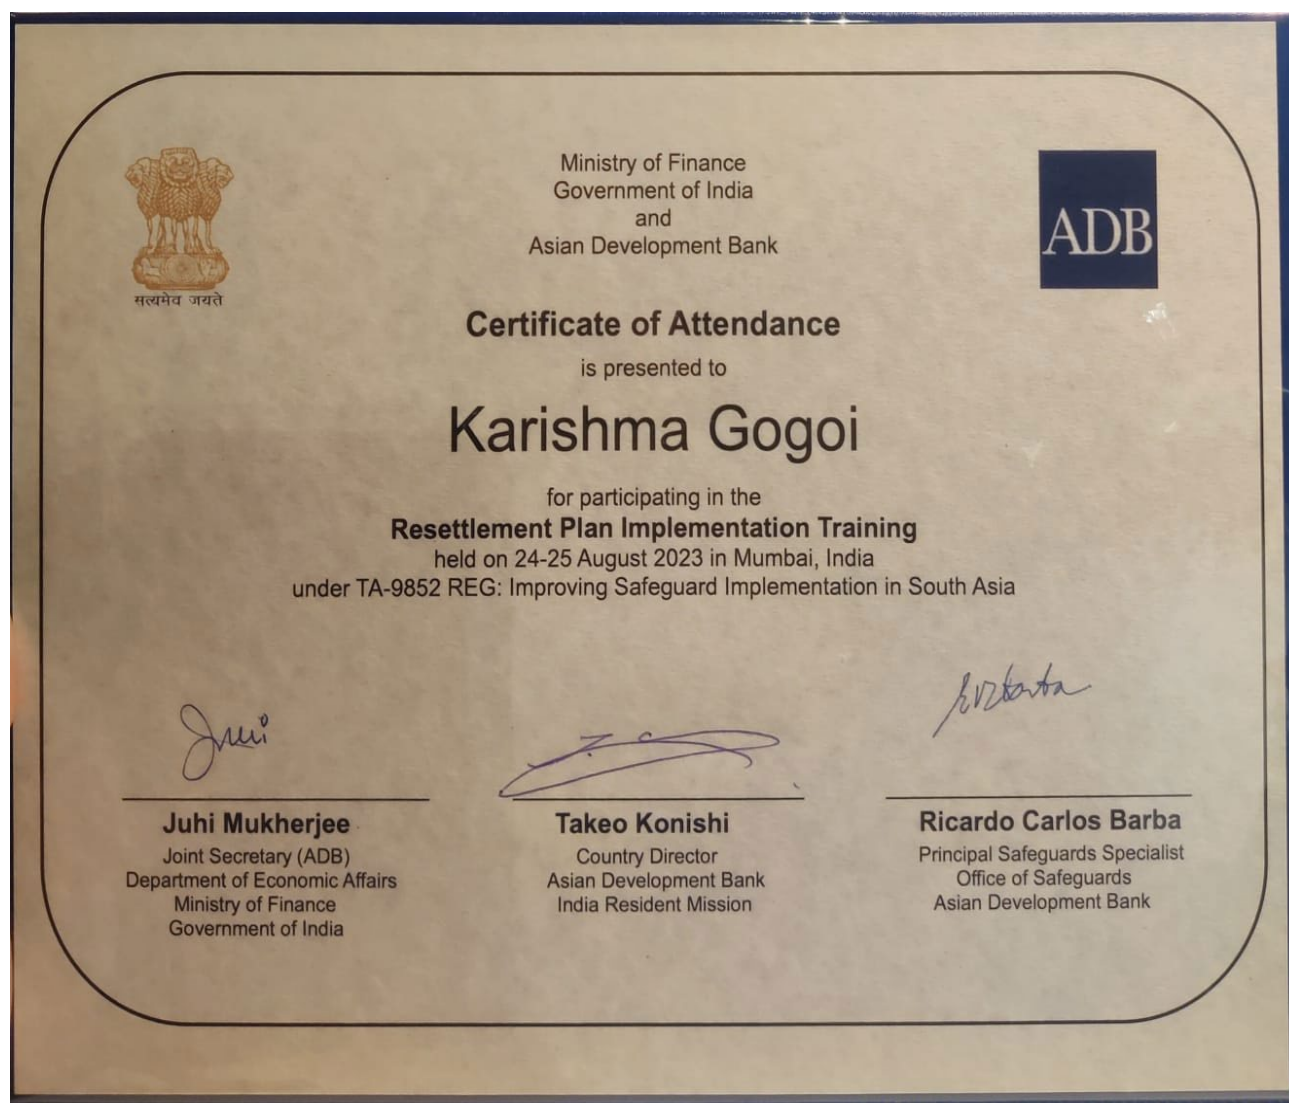 Ministry of Finance
Government of India
and
Asian Development Bank
सत्यमेव जयते
ADB
Certificate of Attendance
is presented to
Karishma Gogoi
for participating in the
Resettlement Plan Implementation Training
held on 24-25 August 2023 in Mumbai, India
under TA-9852 REG: Improving Safeguard Implementation in South Asia
Juhi
Juhi Mukherjee
Joint Secretary (ADB)
Department of Economic Affairs
Ministry of Finance
Government of India
Takeo Konishi
Country Director
Asian Development Bank
India Resident Mission
Ricardo Carlos Barba
Principal Safeguards Specialist
Office of Safeguards
Asian Development Bank